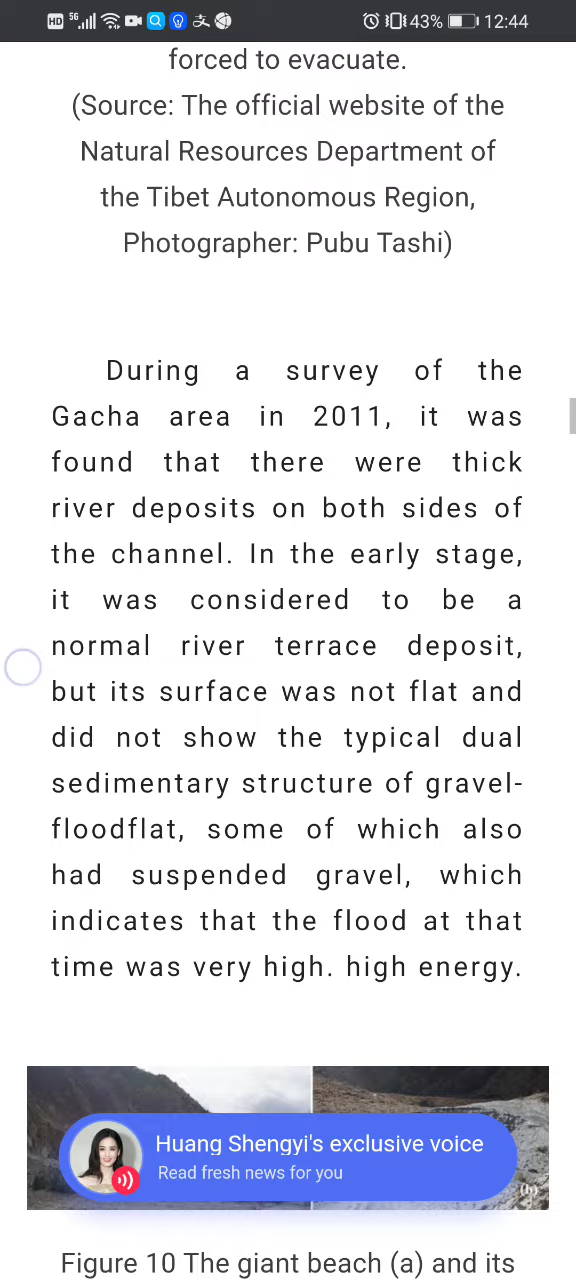 HD 5G 43% 12:44
forced to evacuate.
(Source: The official website of the
Natural Resources Department of
the Tibet Autonomous Region,
Photographer: Pubu Tashi)
During a survey of the
Gacha area in 2011, it was
found that there were thick
river deposits on both sides of
the channel. In the early stage,
it was considered to be a
normal river terrace deposit,
but its surface was not flat and
did not show the typical dual
sedimentary structure of gravel-
floodflat, some of which also
had suspended gravel, which
indicates that the flood at that
time was very high. high energy.
Huang Shengyi's exclusive voice
Read fresh news for you
(b)
Figure 10 The giant beach (a) and its